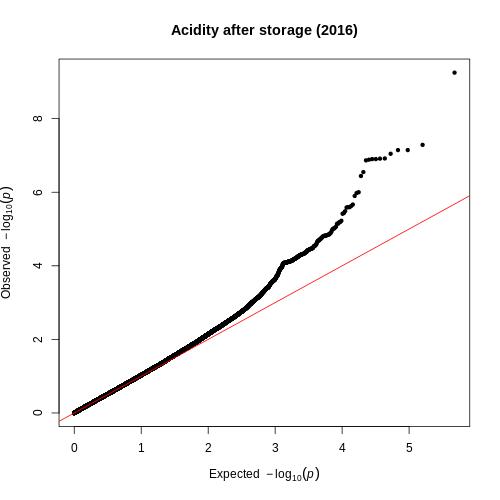 Acidity after storage (2016)
Observed −log10(p)
8
6
4
2
0
0 1 2 3 4 5
Expected −log10(p)